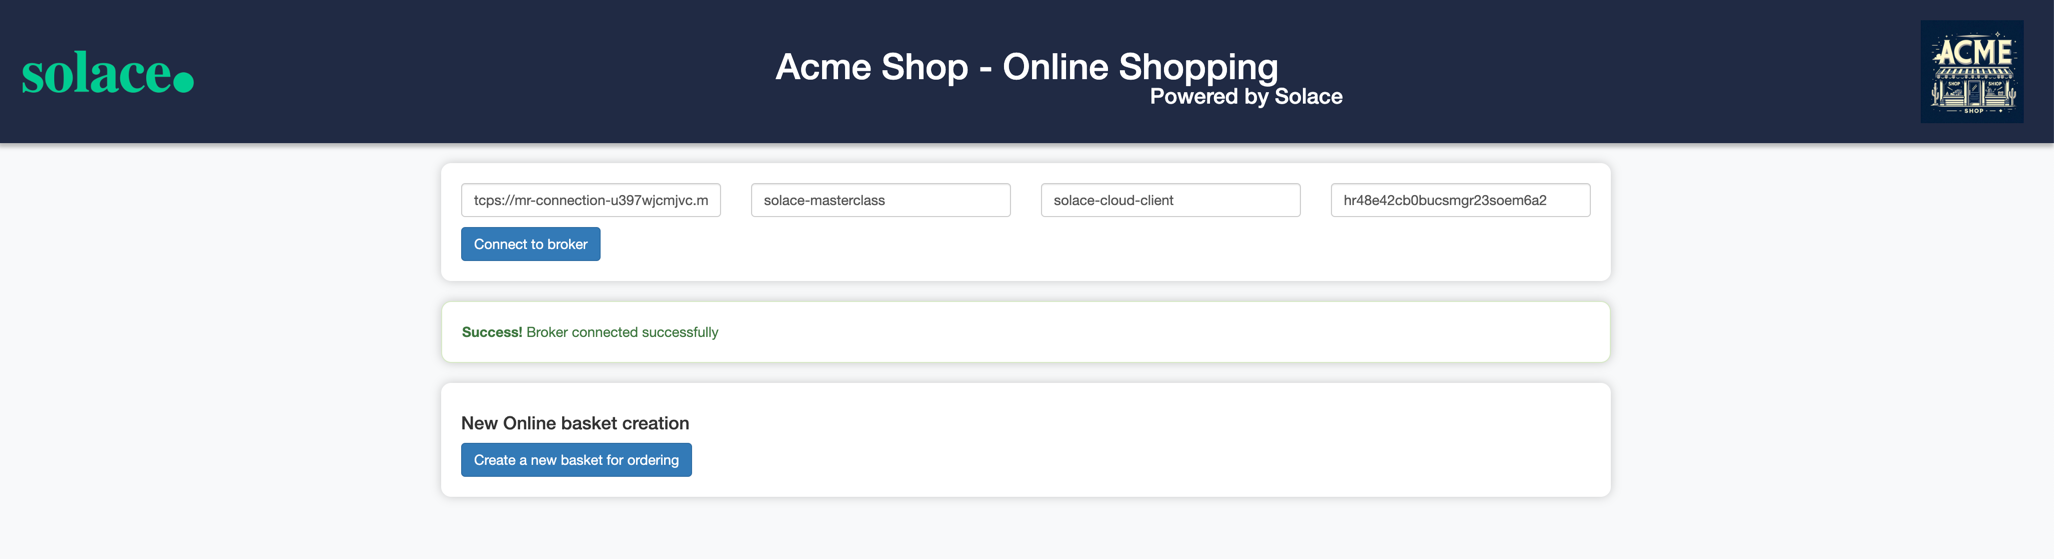 solace.
Acme Shop - Online Shopping
Powered by Solace
ACME
SHOP SHOP
SHOP
tcps://mr-connection-u397wjcmjvc.m
solace-masterclass
solace-cloud-client
hr48e42cb0bucsmgr23soem6a2
Connect to broker
Success! Broker connected successfully
New Online basket creation
Create a new basket for ordering